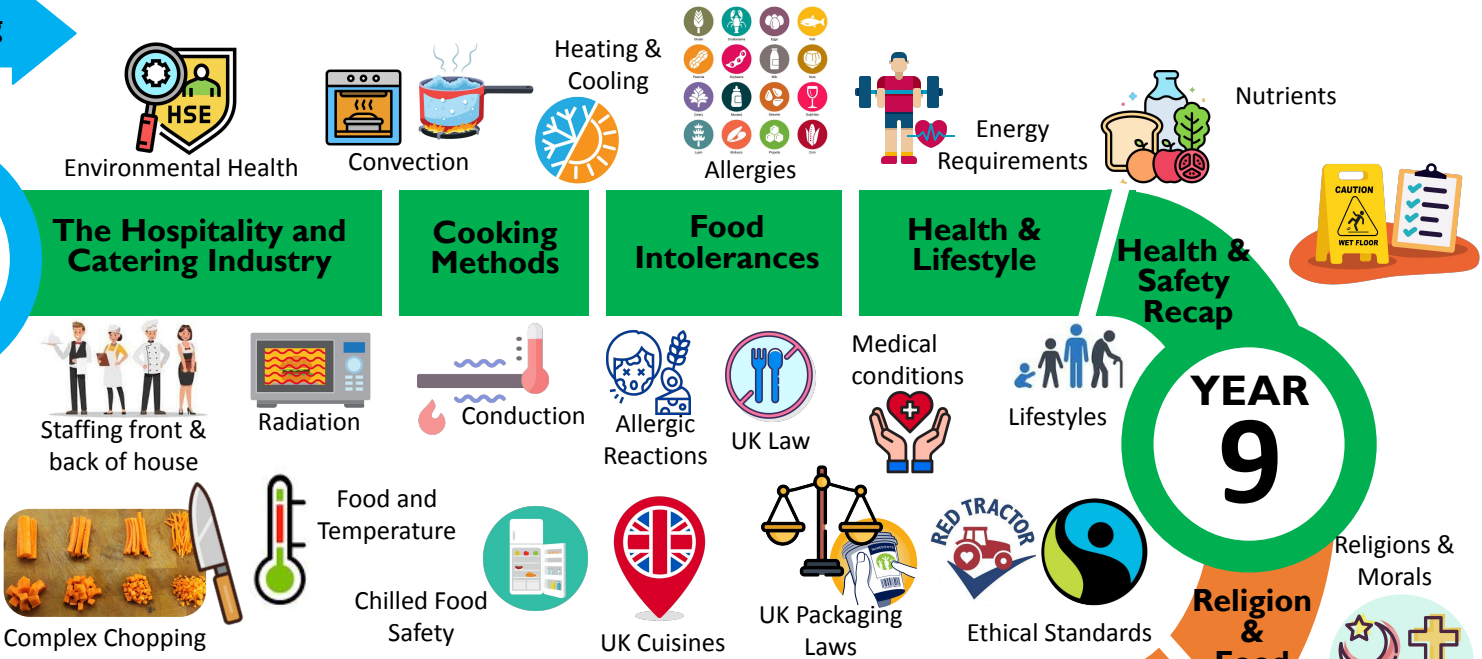 g
HSE
Environmental Health
Convection
Heating &
Cooling
Allergies
Energy
Requirements
Nutrients
CAUTION
WET FLOOR
The Hospitality and
Catering Industry
Cooking
Methods
Food
Intolerances
Health &
Lifestyle
Health &
Safety
Recap
Staffing front &
back of house
Radiation
Conduction
Allergic
Reactions
UK Law
Medical
conditions
Lifestyles
YEAR
9
Complex Chopping
Food and
Temperature
Chilled Food
Safety
UK Cuisines
UK Packaging
Laws
RED TRACTOR
Ethical Standards
Religions &
Morals
Religion
&
Food